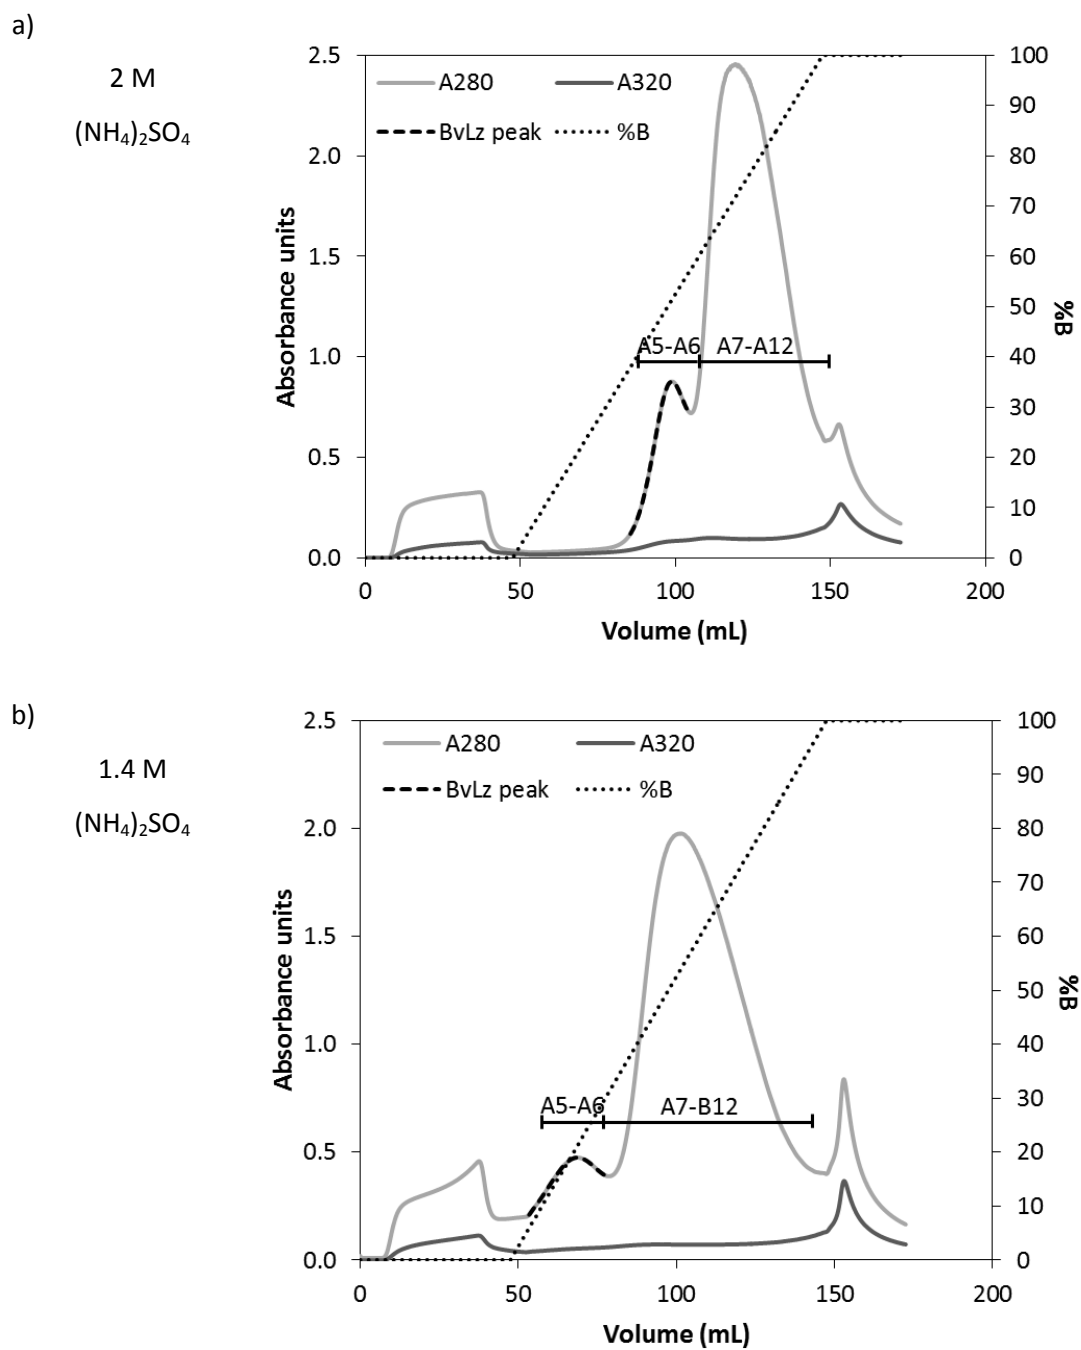 a)
2 M
(NH₄)₂SO₄
A280
A320
BvLz peak
%B
A5-A6
A7-A12
2.5
2.0
1.5
1.0
0.5
0.0
Absorbance units
100
90
80
70
60
50
40
30
20
10
0
%B
0 50 100 150 200
Volume (mL)
b)
1.4 M
(NH₄)₂SO₄
A280
A320
BvLz peak
%B
A5-A6
A7-B12
2.5
2.0
1.5
1.0
0.5
0.0
Absorbance units
100
90
80
70
60
50
40
30
20
10
0
%B
0 50 100 150 200
Volume (mL)